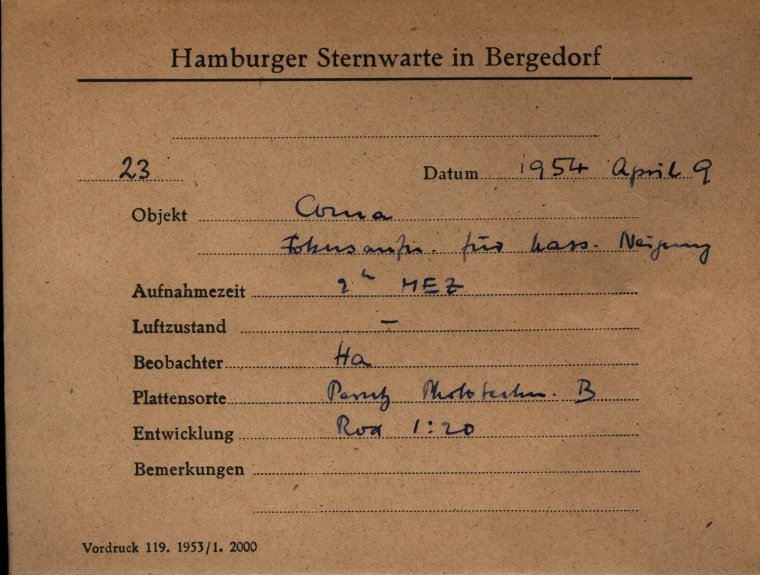 Hamburger Sternwarte in Bergedorf
23 Datum 1954 April 9
Objekt Coma
Fokusaufn. für Kass. Neigung
Aufnahmezeit 2h MEZ
Luftzustand –
Beobachter Ha
Plattensorte Perutz Phototechn. B
Entwicklung Rod 1:20
Bemerkungen
Vordruck 119. 1953/1. 2000